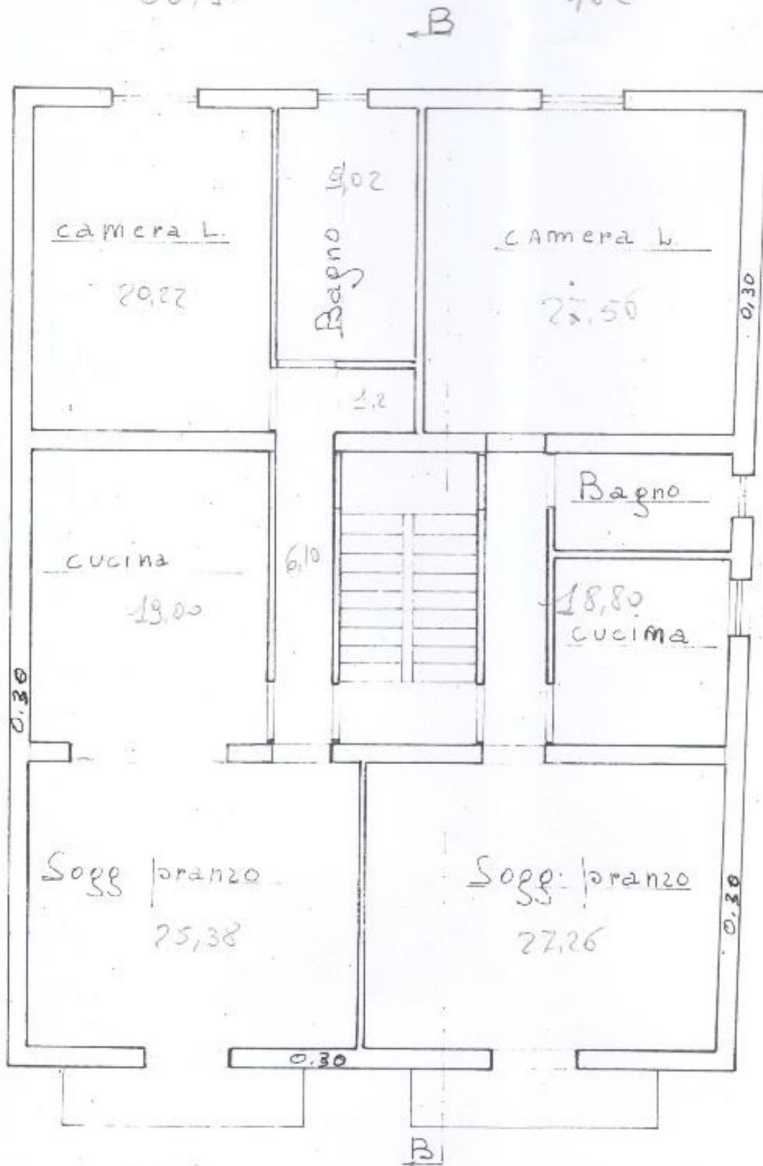 B
camera L.
20,22
9,02
Bagno
camera L.
0,30
1,2
cucina
19,00
6,10
Bagno
18,80
cucina
0.30
Sogg pranzo
25,38
Sogg. pranzo
27,26
0.30
0.30
B